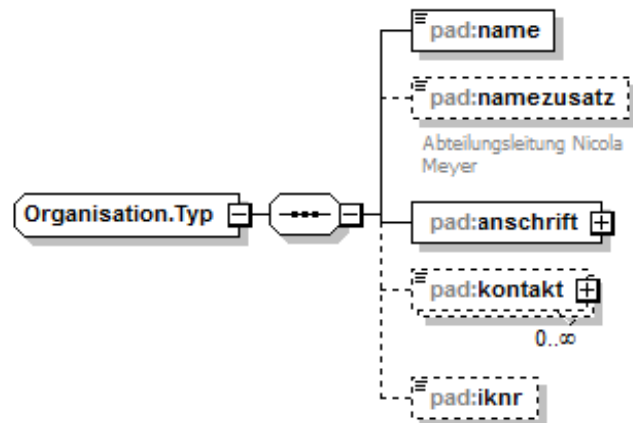 pad:name
pad:namezusatz
Abteilungsleitung Nicola
Meyer
Organisation.Typ
pad:anschrift
pad:kontakt
0..∞
pad:iknr